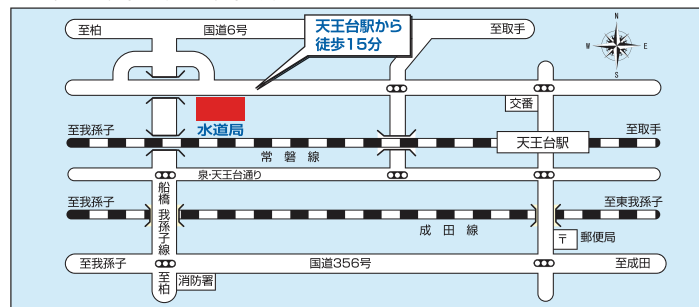 至柏
国道6号
天王台駅から
徒歩15分
至取手
N
W
E
S
交番
水道局
至我孫子
至取手
天王台駅
常磐線
泉・天王台通り
至我孫子
船橋我孫子線
至東我孫子
成田線
〒
郵便局
至我孫子
国道356号
至成田
至柏
消防署